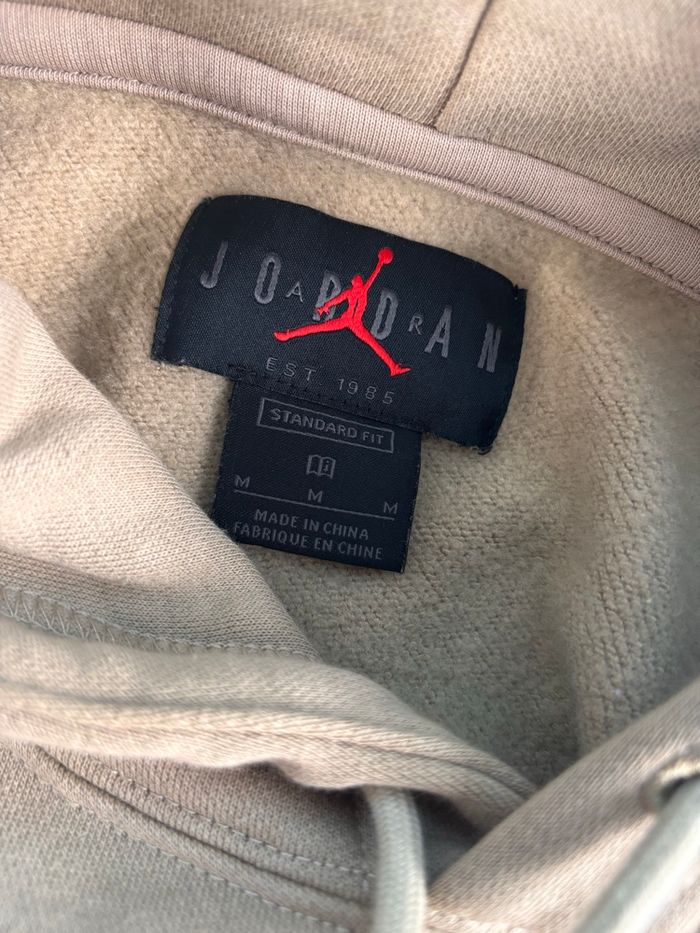 JORDAN
AIR
EST 1985
STANDARD FIT
M M M
MADE IN CHINA
FABRIQUE EN CHINE